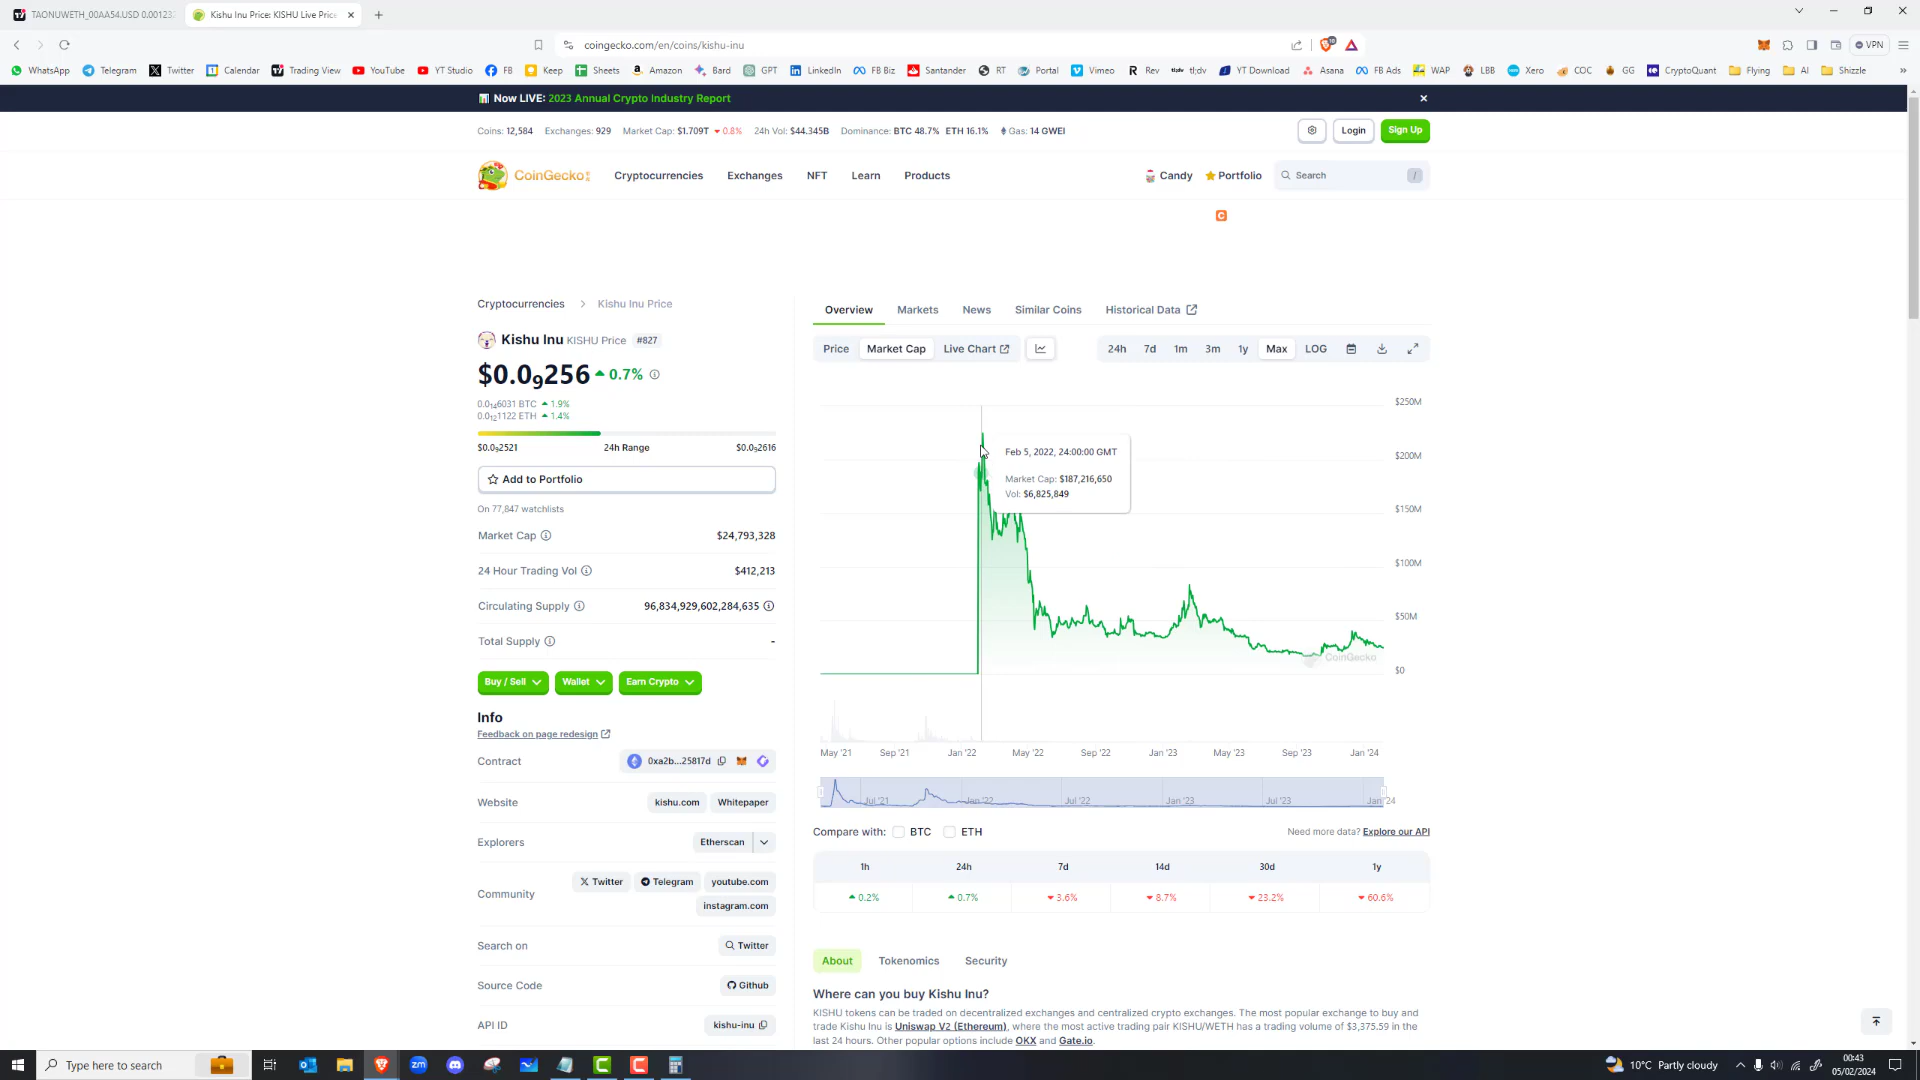 TAONUWETH_00AA54.USD 0.00123
Kishu Inu Price: KISHU Live Price
coingecko.com/en/coins/kishu-inu
VPN
WhatsApp Telegram Twitter Calendar Trading View YouTube YT Studio FB Keep Sheets Amazon Bard GPT LinkedIn FB Biz Santander RT Portal Vimeo Rev tl;dv YT Download Asana FB Ads WAP LBB Xero COC GG CryptoQuant Flying AI Shizzle
Now LIVE: 2023 Annual Crypto Industry Report
Coins: 12,584 Exchanges: 929 Market Cap: $1.709T 0.8% 24h Vol: $44.345B Dominance: BTC 48.7% ETH 16.1% Gas: 14 GWEI
Login Sign Up
CoinGecko Cryptocurrencies Exchanges NFT Learn Products Candy Portfolio Search /
Cryptocurrencies Kishu Inu Price
Kishu Inu KISHU Price #827
$0.0₉256 0.7%
0.0₁₄6031 BTC 1.9%
0.0₁₂1122 ETH 1.4%
$0.0₉2521 24h Range $0.0₉2616
Add to Portfolio
On 77,847 watchlists
Market Cap $24,793,328
24 Hour Trading Vol $412,213
Circulating Supply 96,834,929,602,284,635
Total Supply -
Buy / Sell Wallet Earn Crypto
Info
Feedback on page redesign
Contract 0xa2b...25817d
Website kishu.com Whitepaper
Explorers Etherscan
Community Twitter Telegram youtube.com
instagram.com
Search on Twitter
Source Code Github
API ID kishu-inu
Overview Markets News Similar Coins Historical Data
Price Market Cap Live Chart 24h 7d 1m 3m 1y Max LOG
$250M
$200M
$150M
$100M
$50M
$0
Feb 5, 2022, 24:00:00 GMT
Market Cap: $187,216,650
Vol: $6,825,849
CoinGecko
May '21 Sep '21 Jan '22 May '22 Sep '22 Jan '23 May '23 Sep '23 Jan '24
Jul '21 Jan '22 Jul '22 Jan '23 Jul '23 Jan '24
Compare with: BTC ETH Need more data? Explore our API
1h 24h 7d 14d 30d 1y
0.2% 0.7% 3.6% 8.7% 23.2% 60.6%
About Tokenomics Security
Where can you buy Kishu Inu?
KISHU tokens can be traded on decentralized exchanges and centralized crypto exchanges. The most popular exchange to buy and
trade Kishu Inu is Uniswap V2 (Ethereum), where the most active trading pair KISHU/WETH has a trading volume of $3,375.59 in the
last 24 hours. Other popular options include OKX and Gate.io.
Type here to search
10°C Partly cloudy
00:43
05/02/2024